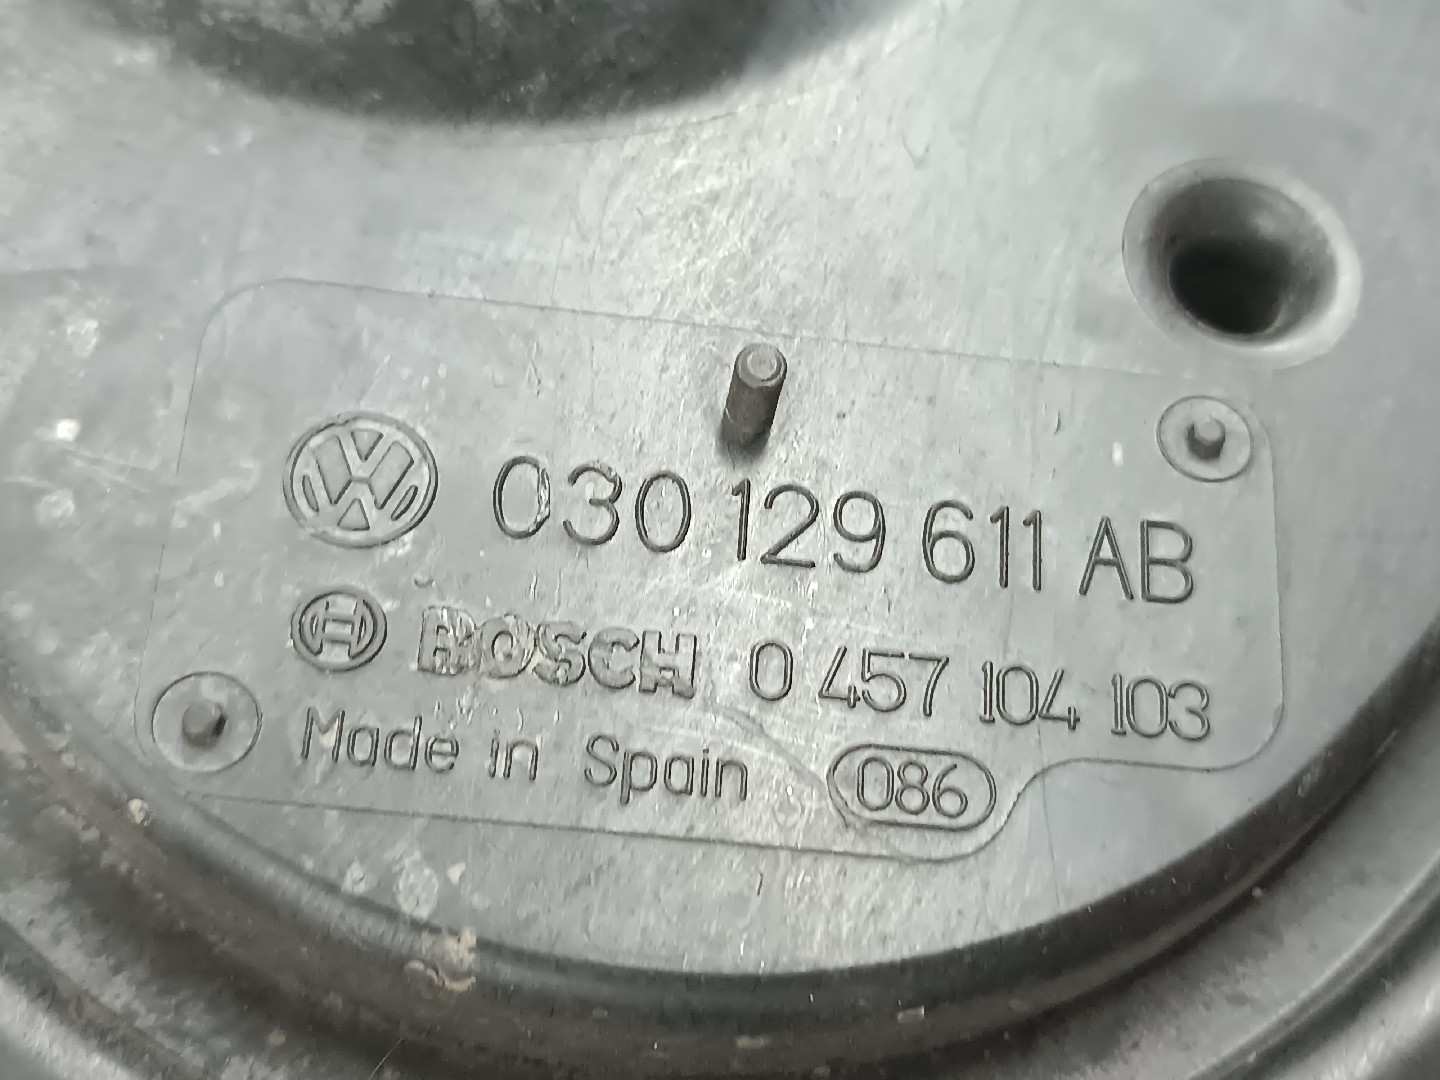 030 129 611 AB
BOSCH 0 457 104 103
Made in Spain 086